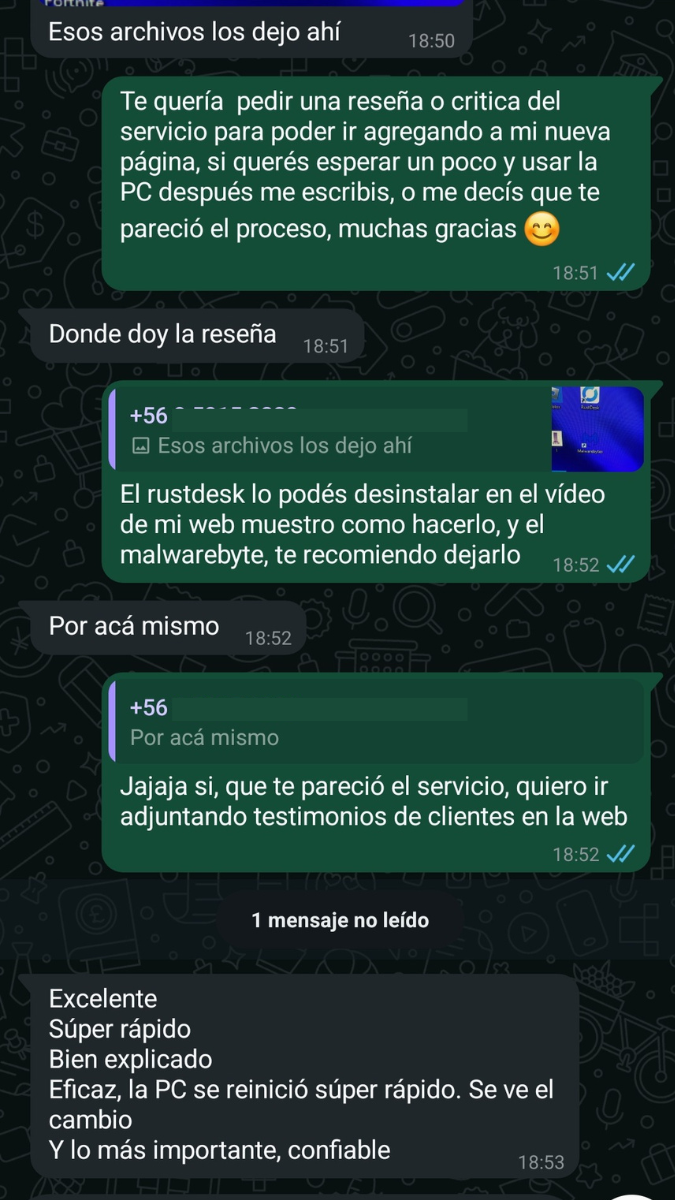 Fortnite
Esos archivos los dejo ahí
18:50
Te quería pedir una reseña o critica del
servicio para poder ir agregando a mi nueva
página, si querés esperar un poco y usar la
PC después me escribis, o me decís que te
pareció el proceso, muchas gracias 😊
18:51
Donde doy la reseña
18:51
+56
Esos archivos los dejo ahí
El rustdesk lo podés desinstalar en el vídeo
de mi web muestro como hacerlo, y el
malwarebyte, te recomiendo dejarlo
18:52
Por acá mismo
18:52
+56
Por acá mismo
Jajaja si, que te pareció el servicio, quiero ir
adjuntando testimonios de clientes en la web
18:52
1 mensaje no leído
Excelente
Súper rápido
Bien explicado
Eficaz, la PC se reinició súper rápido. Se ve el
cambio
Y lo más importante, confiable
18:53